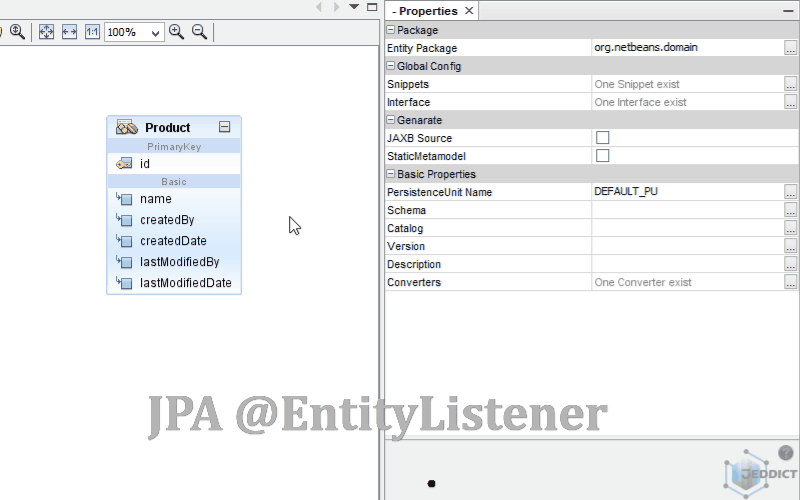 1:1
100%
Product
PrimaryKey
id
Basic
name
createdBy
createdDate
lastModifiedBy
lastModifiedDate
- Properties
Package
Entity Package org.netbeans.domain ...
Global Config
Snippets One Snippet exist ...
Interface One Interface exist ...
Genarate
JAXB Source
StaticMetamodel
Basic Properties
PersistenceUnit Name DEFAULT_PU ...
Schema ...
Catalog ...
Version ...
Description ...
Converters One Converter exist ...
JPA @EntityListener
?
JEDDICT